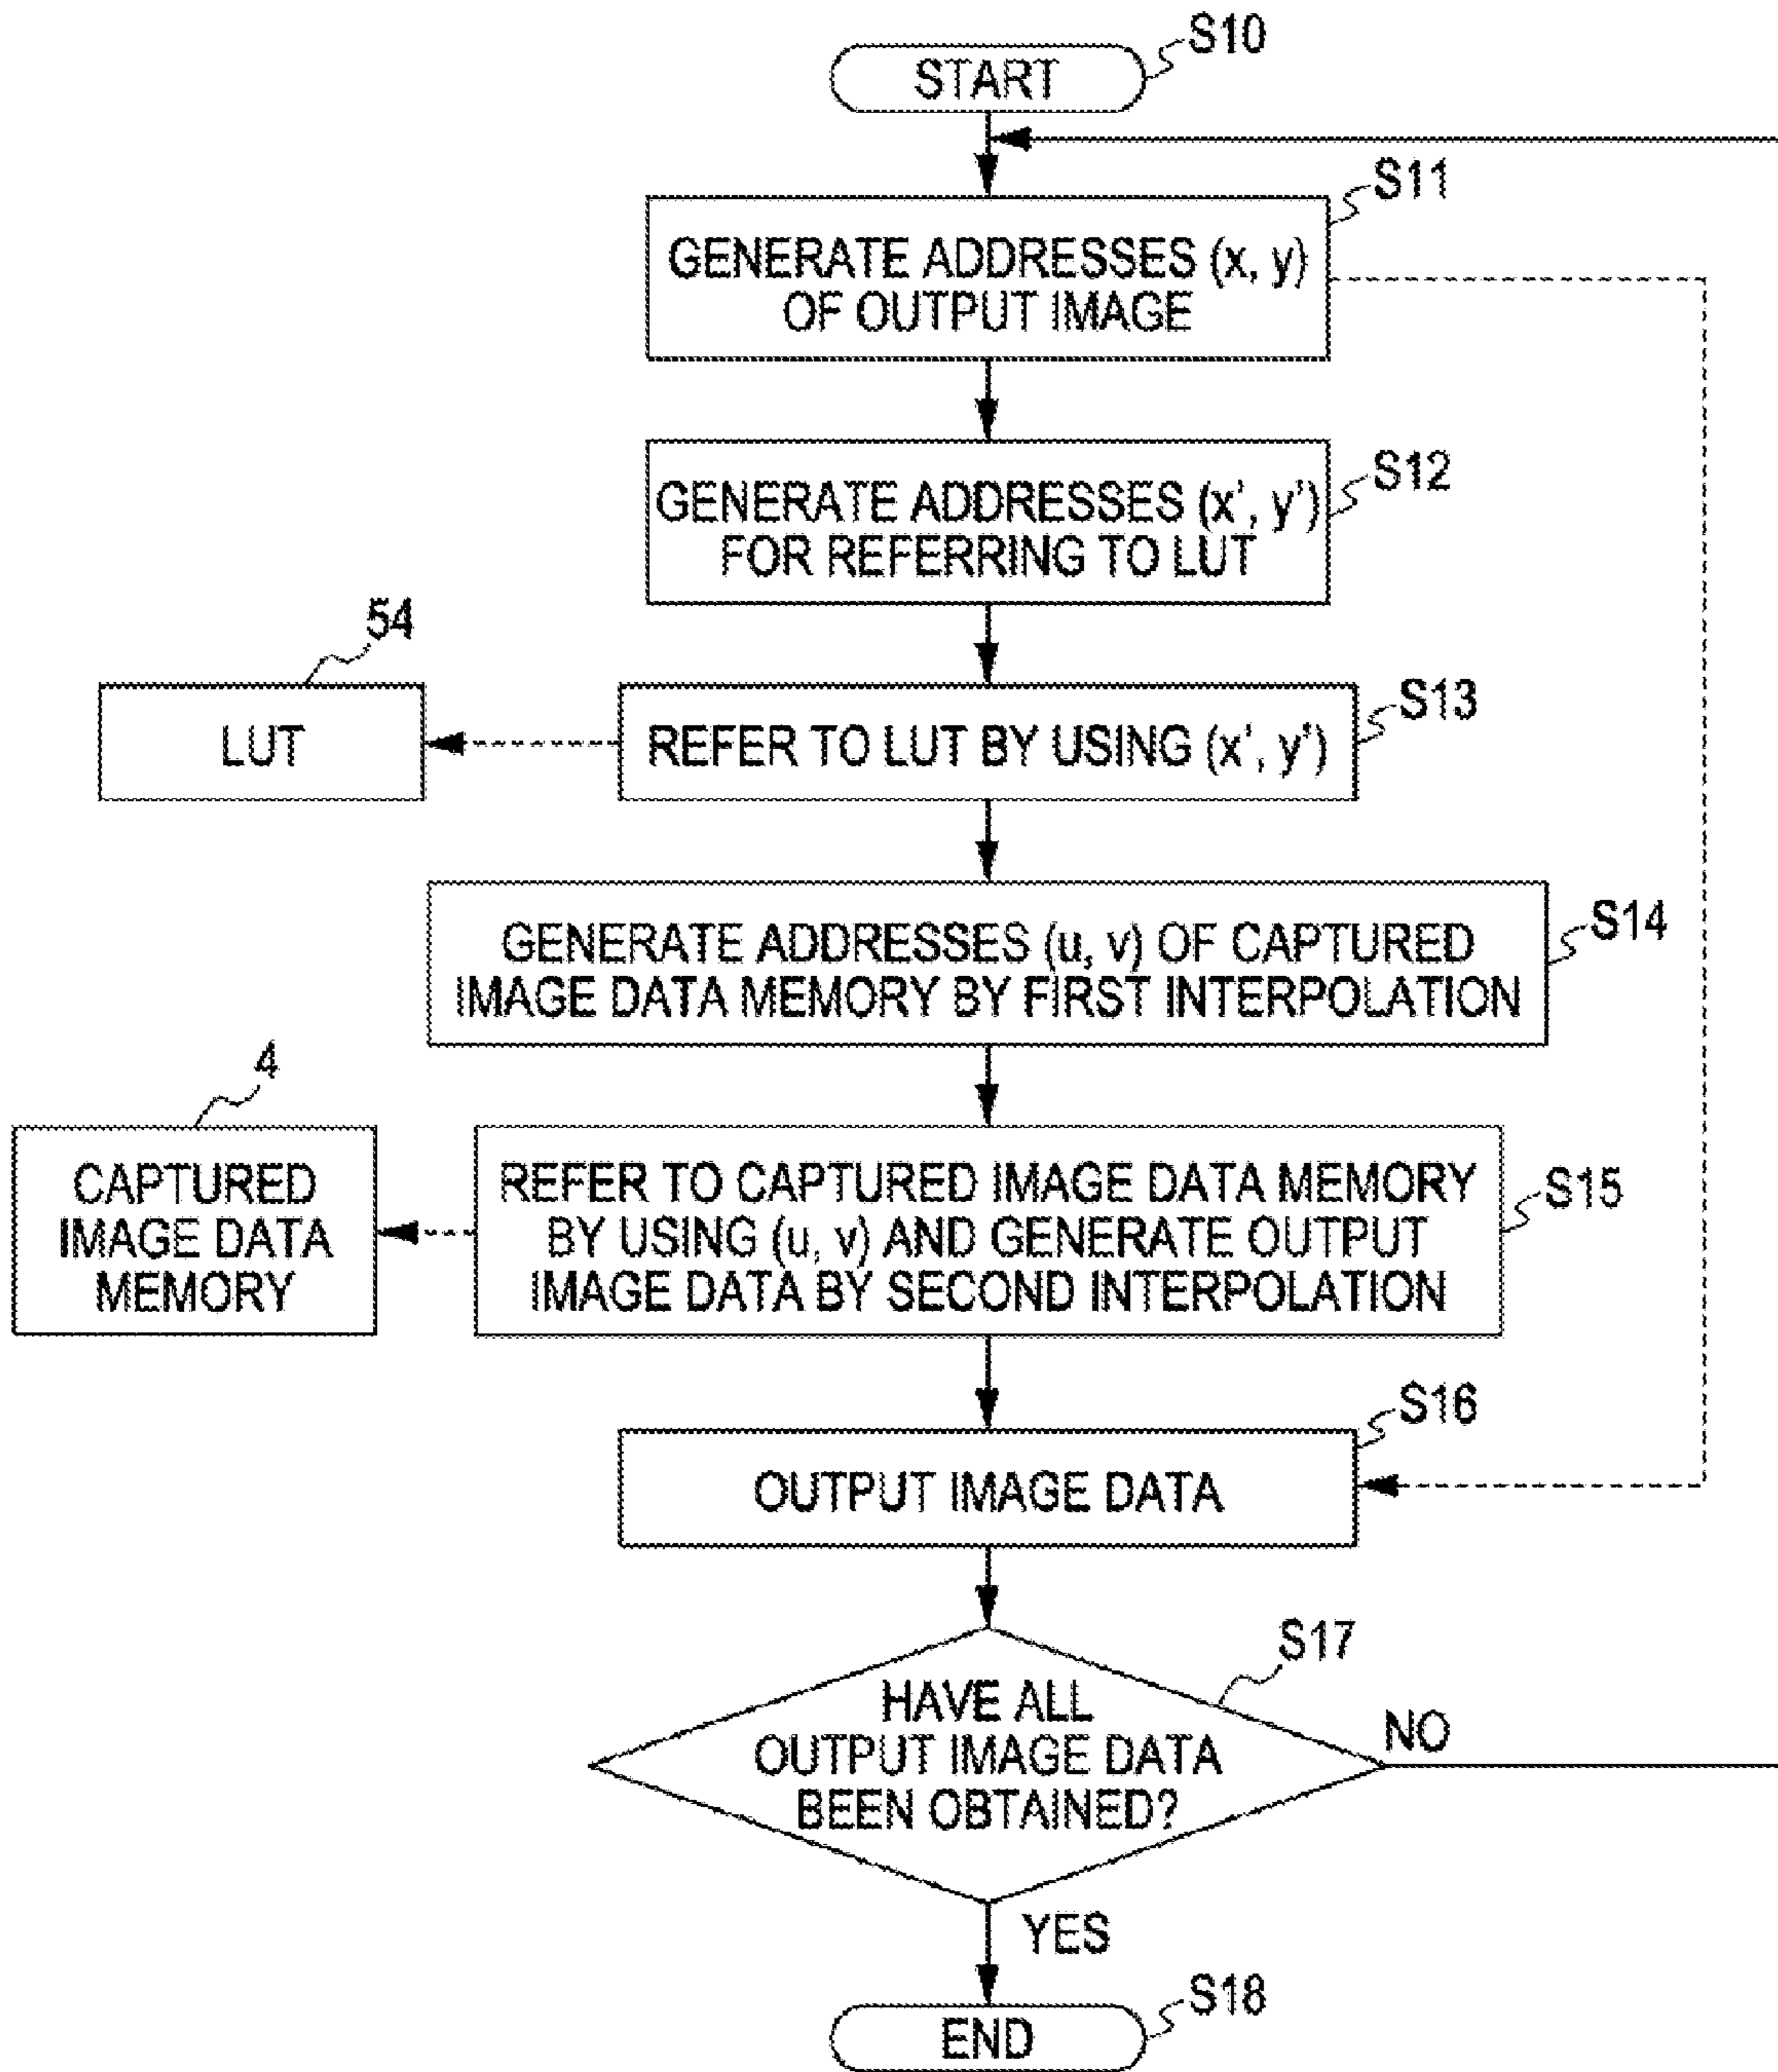 S10
START
S11
GENERATE ADDRESSES (x, y)
OF OUTPUT IMAGE
S12
GENERATE ADDRESSES (x', y')
FOR REFERRING TO LUT
54
LUT
S13
REFER TO LUT BY USING (x', y')
S14
GENERATE ADDRESSES (u, v) OF CAPTURED
IMAGE DATA MEMORY BY FIRST INTERPOLATION
4
CAPTURED
IMAGE DATA
MEMORY
S15
REFER TO CAPTURED IMAGE DATA MEMORY
BY USING (u, v) AND GENERATE OUTPUT
IMAGE DATA BY SECOND INTERPOLATION
S16
OUTPUT IMAGE DATA
S17
HAVE ALL
OUTPUT IMAGE DATA
BEEN OBTAINED?
NO
YES
S18
END